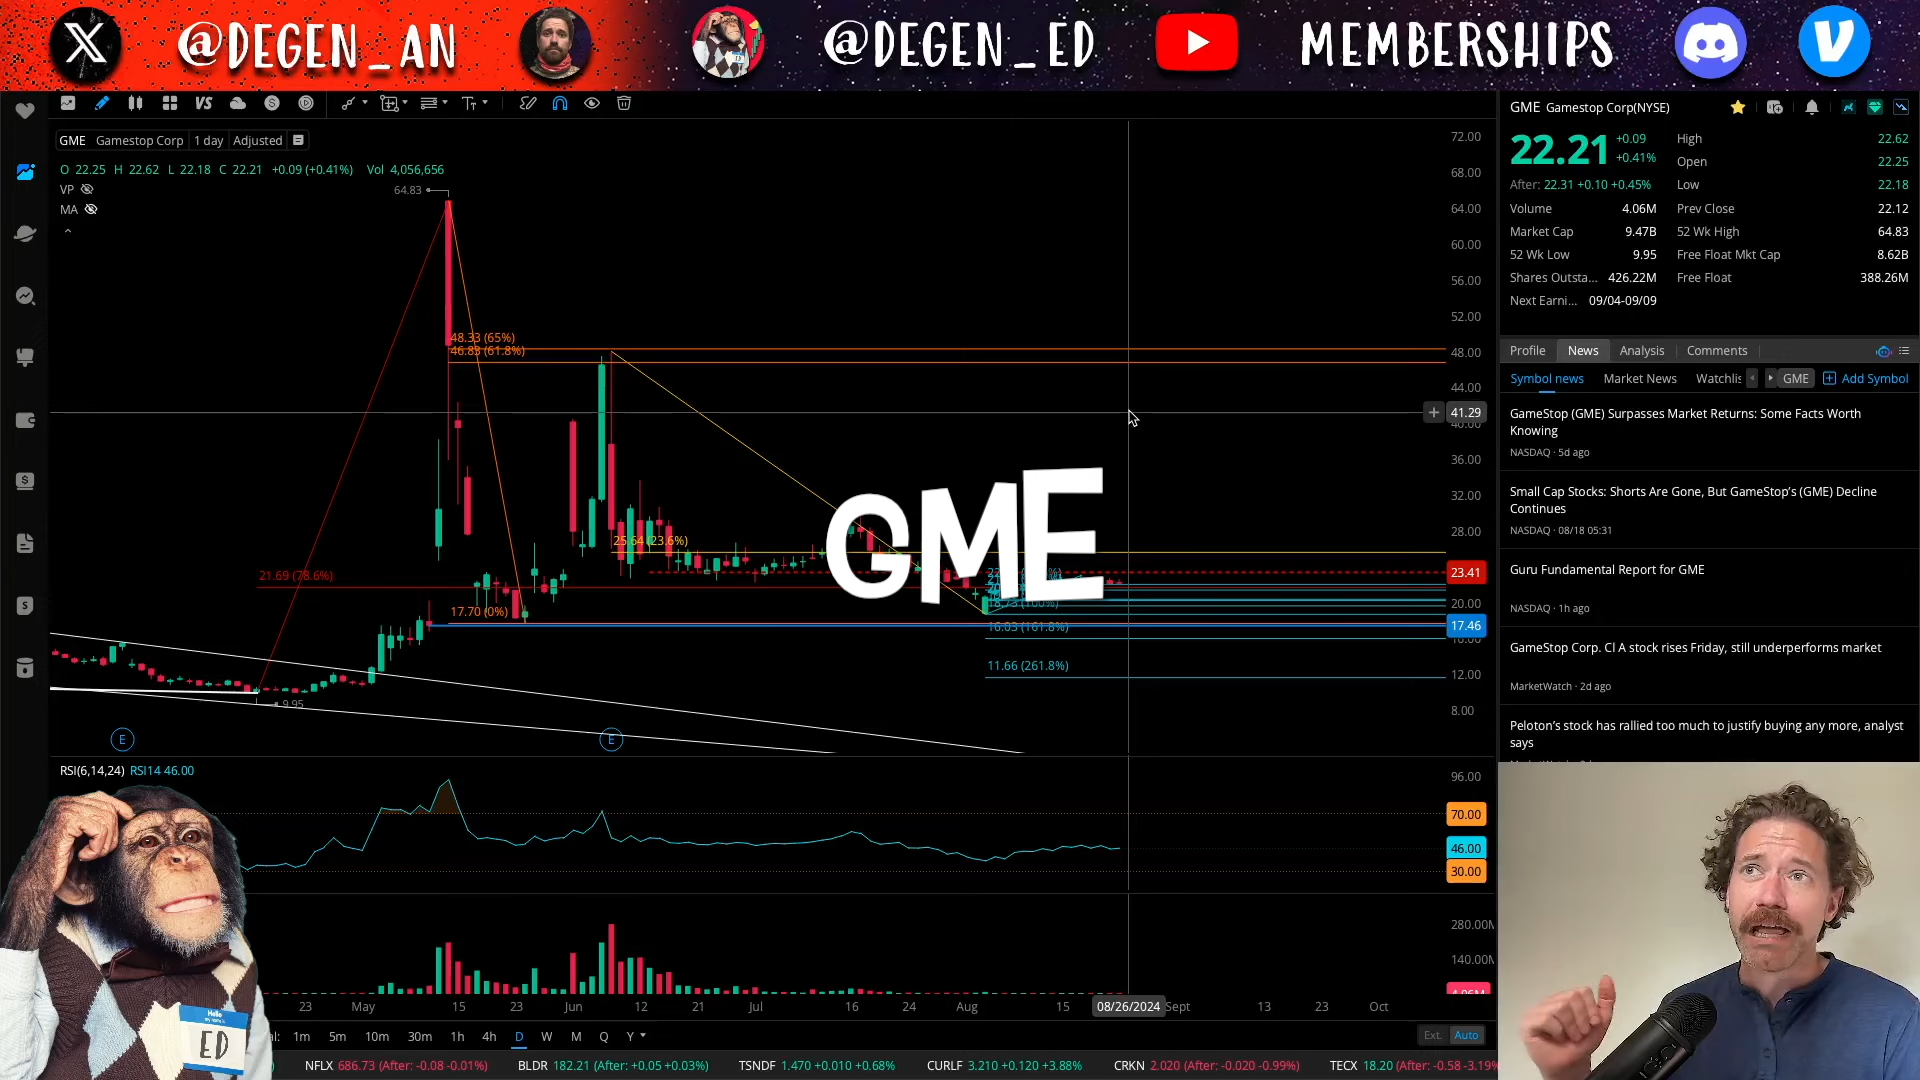 @DEGEN_AN @DEGEN_ED MEMBERSHIPS
GME Gamestop Corp 1 day Adjusted
O 22.25 H 22.62 L 22.18 C 22.21 +0.09 (+0.41%) Vol 4,056,656
VP
MA
64.83
48.33 (65%)
46.83 (61.8%)
25.64 (23.6%)
21.69 (78.6%)
17.70 (0%)
16.03 (161.8%)
11.66 (261.8%)
9.95
GME
E E
72.00
68.00
64.00
60.00
56.00
52.00
48.00
44.00
41.29
40.00
36.00
32.00
28.00
23.41
20.00
17.46
16.00
12.00
8.00
RSI(6,14,24) RSI14 46.00
96.00
70.00
46.00
30.00
280.00M
140.00M
4.06M
23 May 15 23 Jun 12 21 Jul 16 24 Aug 15 08/26/2024 Sept 13 23 Oct
1m 5m 10m 30m 1h 4h D W M Q Y
Ext. Auto
NFLX 686.73 (After: -0.08 -0.01%) BLDR 182.21 (After: +0.05 +0.03%) TSNDF 1.470 +0.010 +0.68% CURLF 3.210 +0.120 +3.88% CRKN 2.020 (After: -0.020 -0.99%) TECX 18.20 (After: -0.58 -3.19%
Hello
ED
GME Gamestop Corp(NYSE)
22.21 +0.09
+0.41%
After: 22.31 +0.10 +0.45%
High 22.62
Open 22.25
Low 22.18
Volume 4.06M Prev Close 22.12
Market Cap 9.47B 52 Wk High 64.83
52 Wk Low 9.95 Free Float Mkt Cap 8.62B
Shares Outsta... 426.22M Free Float 388.26M
Next Earni... 09/04-09/09
Profile News Analysis Comments
Symbol news Market News Watchlis GME Add Symbol
GameStop (GME) Surpasses Market Returns: Some Facts Worth
Knowing
NASDAQ · 5d ago
Small Cap Stocks: Shorts Are Gone, But GameStop's (GME) Decline
Continues
NASDAQ · 08/18 05:31
Guru Fundamental Report for GME
NASDAQ · 1h ago
GameStop Corp. Cl A stock rises Friday, still underperforms market
MarketWatch · 2d ago
Peloton's stock has rallied too much to justify buying any more, analyst
says